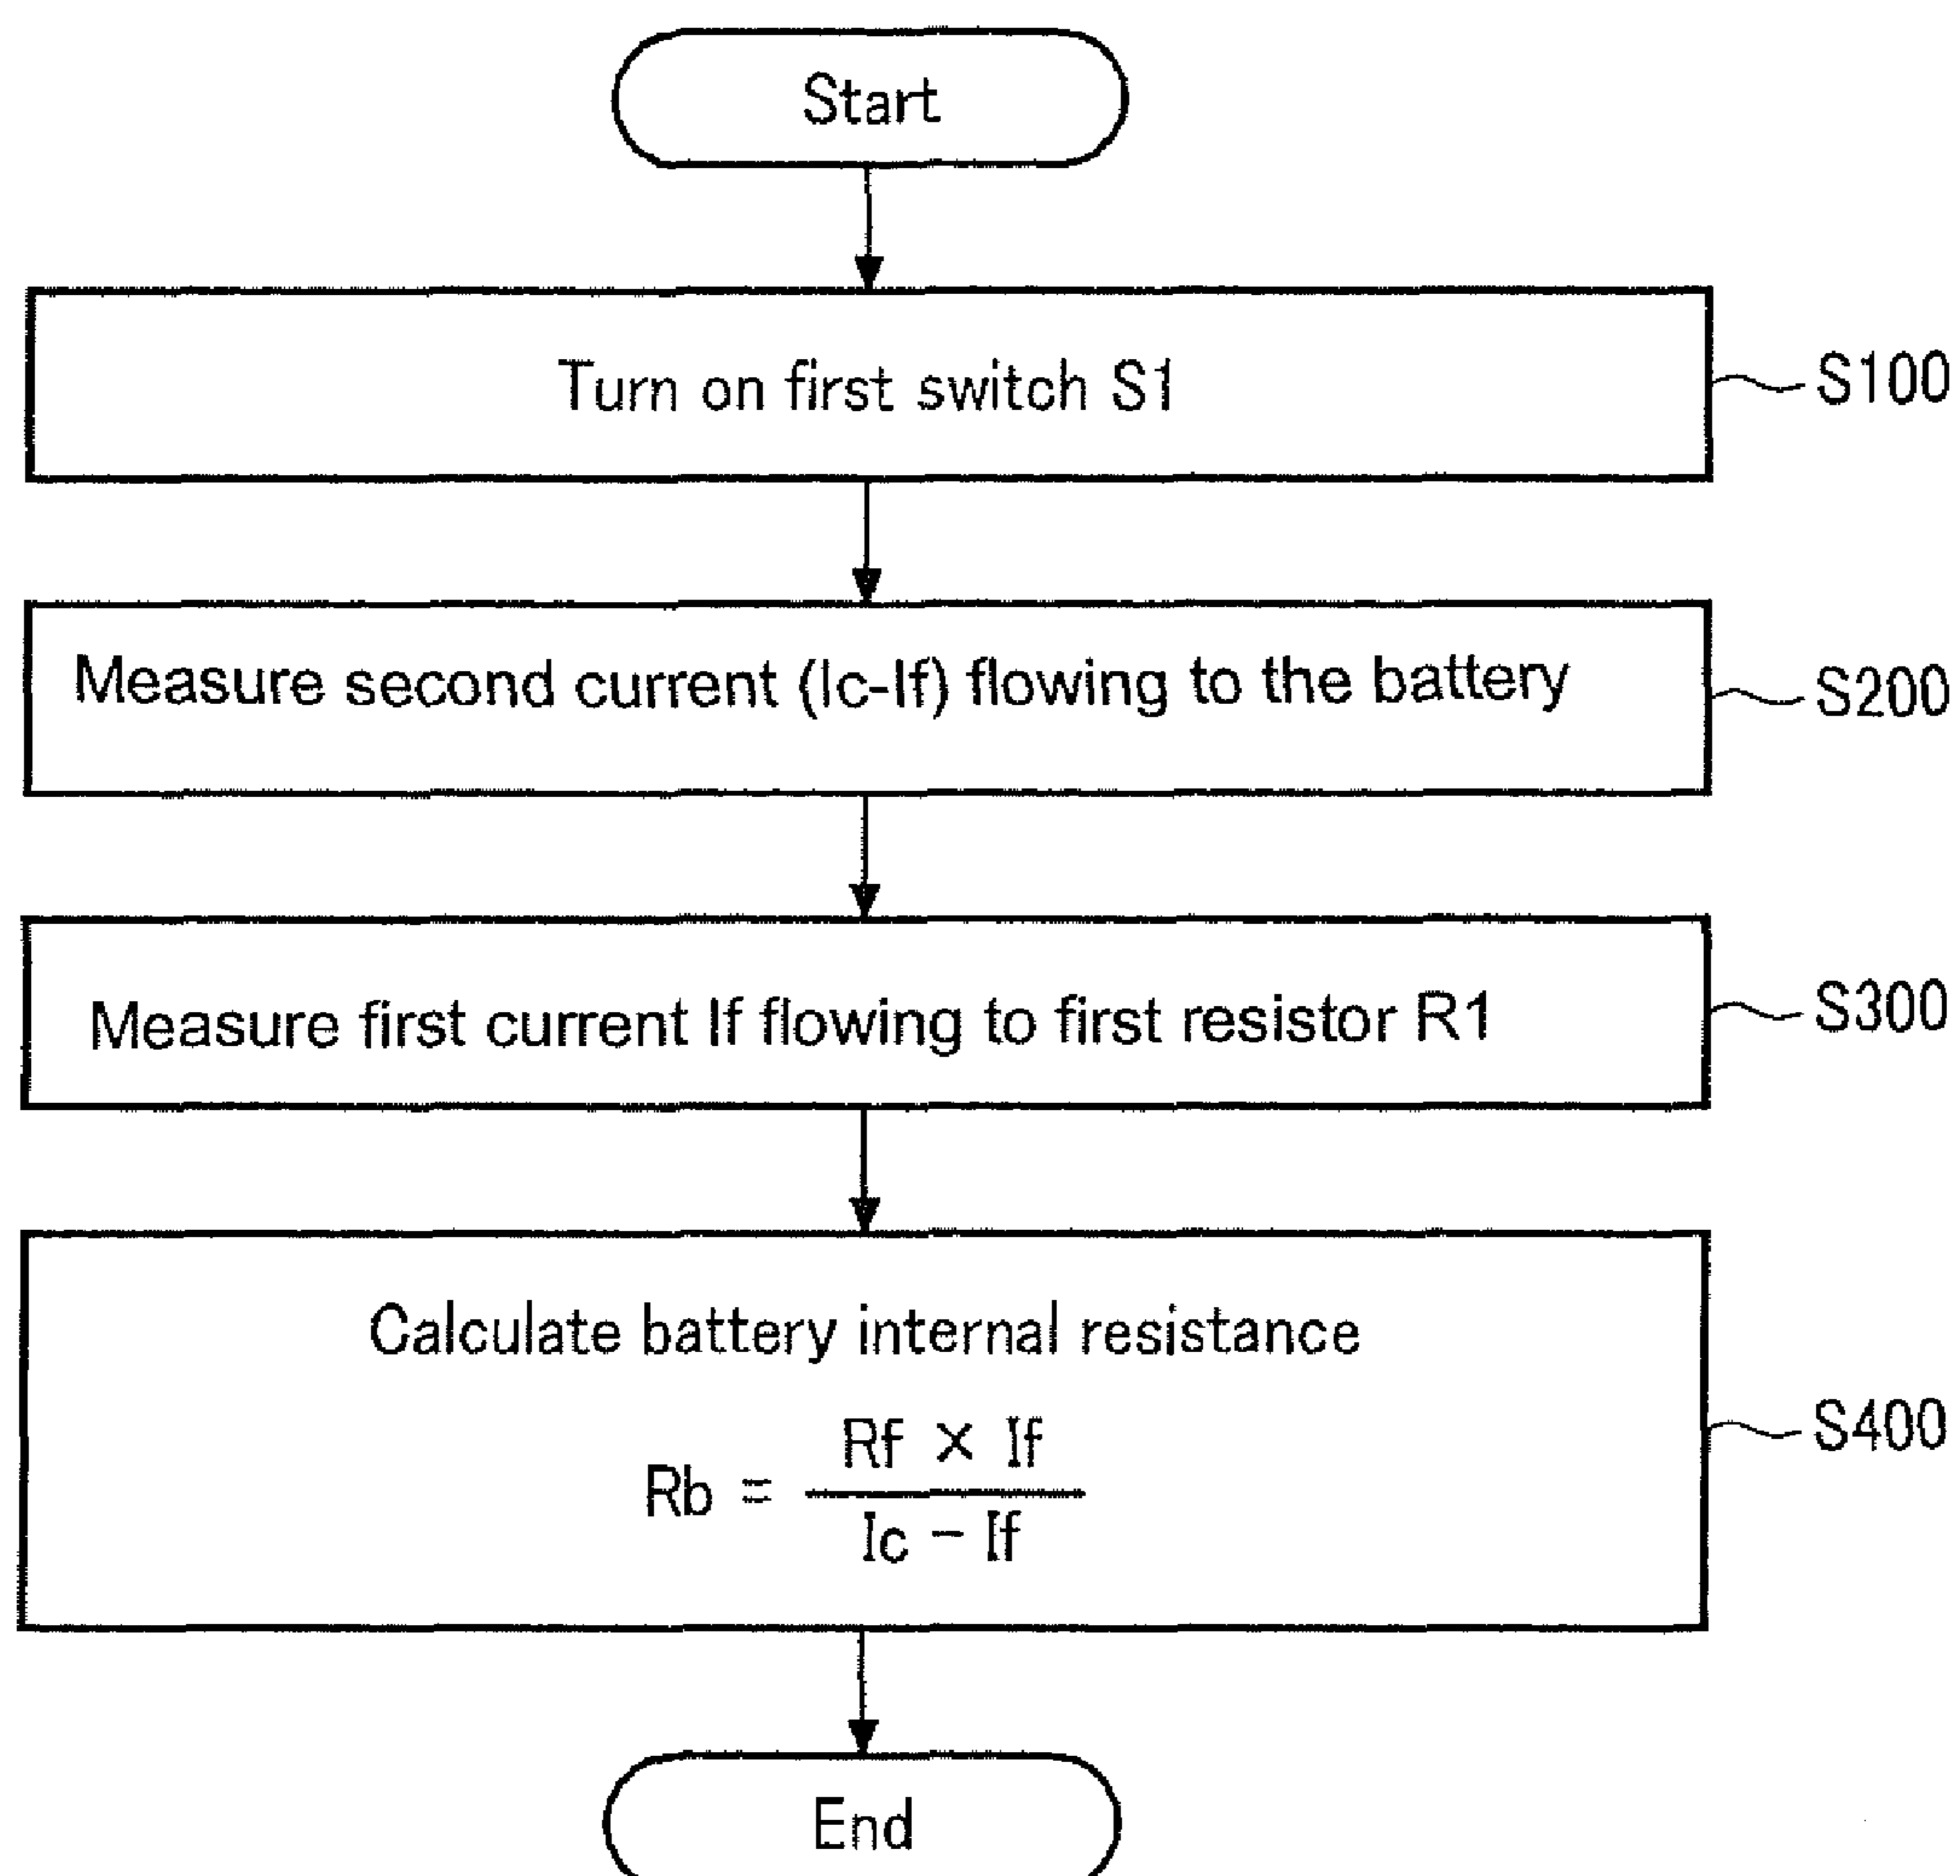 Start
Turn on first switch S1
S100
Measure second current (Ic-If) flowing to the battery
S200
Measure first current If flowing to first resistor R1
S300
Calculate battery internal resistance
Rb = Rf × If / Ic − If
S400
End